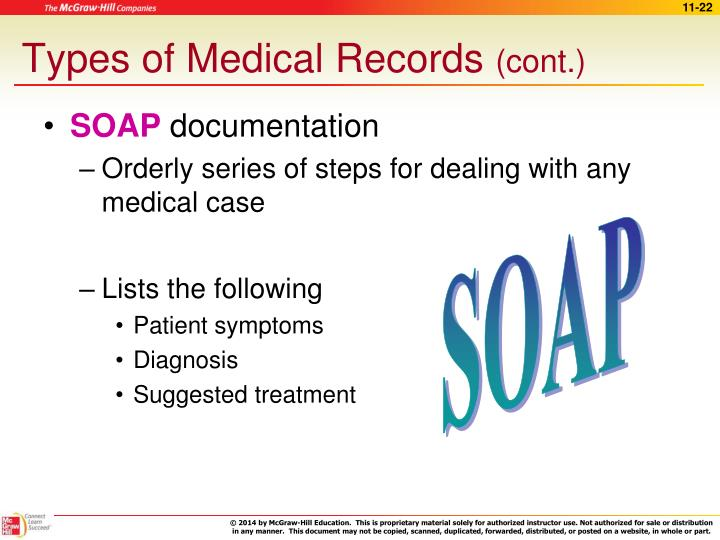 The McGraw-Hill Companies
11-22
Types of Medical Records (cont.)
• SOAP documentation
– Orderly series of steps for dealing with any
medical case
– Lists the following
• Patient symptoms
• Diagnosis
• Suggested treatment
SOAP
Mc
Graw
Hill
Connect
Learn
Succeed
© 2014 by McGraw-Hill Education. This is proprietary material solely for authorized instructor use. Not authorized for sale or distribution
in any manner. This document may not be copied, scanned, duplicated, forwarded, distributed, or posted on a website, in whole or part.